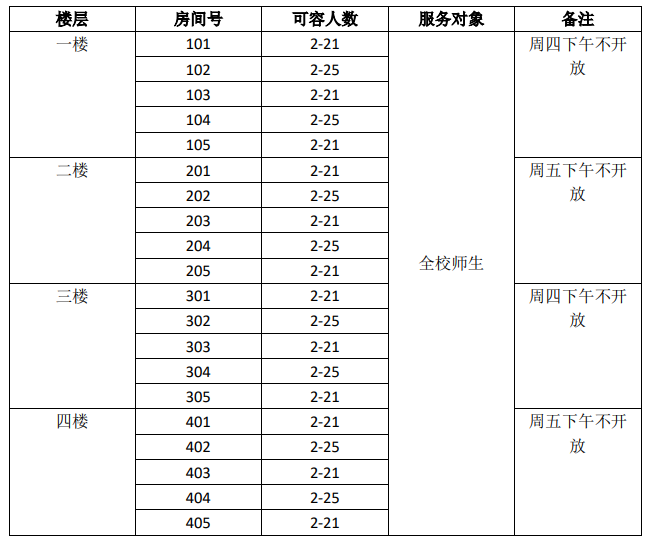 楼层 房间号 可容人数 服务对象 备注
一楼 101 2-21 周四下午不开
102 2-25 放
103 2-21
104 2-25
105 2-21
二楼 201 2-21 周五下午不开
202 2-25 放
203 2-21
204 2-25
全校师生
205 2-21
三楼 301 2-21 周四下午不开
302 2-25 放
303 2-21
304 2-25
305 2-21
四楼 401 2-21 周五下午不开
402 2-25 放
403 2-21
404 2-25
405 2-21